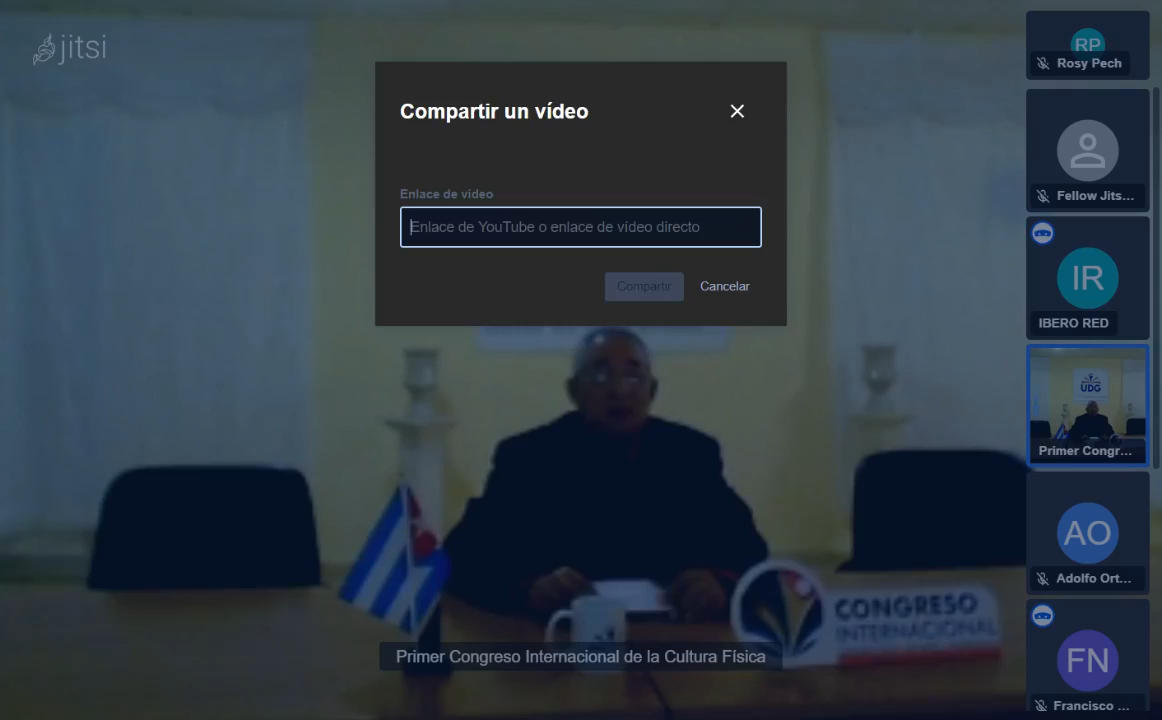 jitsi
Compartir un vídeo
Enlace de vídeo
Enlace de YouTube o enlace de vídeo directo
Compartir
Cancelar
RP
Rosy Pech
Fellow Jits...
IR
IBERO RED
UDG
Primer Congr...
AO
Adolfo Ort...
FN
Francisco ...
CONGRESO
INTERNACIONAL
Primer Congreso Internacional de la Cultura Física